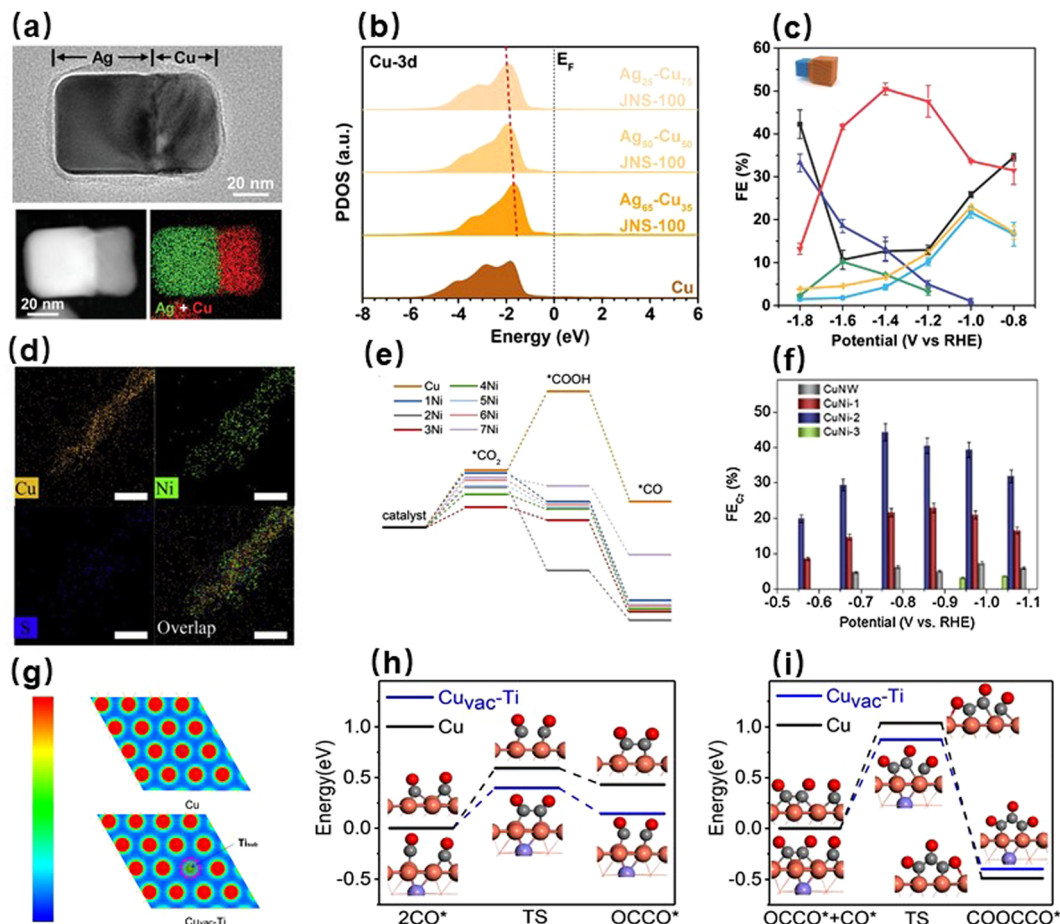 (a)
Ag
Cu
20 nm
20 nm
Ag + Cu
(b)
Cu-3d
E_F
Ag₂₅-Cu₇₅
JNS-100
Ag₅₀-Cu₅₀
JNS-100
Ag₆₅-Cu₃₅
JNS-100
Cu
PDOS (a.u.)
-8 -6 -4 -2 0 2 4 6
Energy (eV)
(c)
FE (%)
60
50
40
30
20
10
0
-1.8 -1.6 -1.4 -1.2 -1.0 -0.8
Potential (V vs RHE)
(d)
Cu
Ni
S
Overlap
(e)
Cu 4Ni
1Ni 5Ni
2Ni 6Ni
3Ni 7Ni
*COOH
*CO₂
*CO
catalyst
(f)
CuNW
CuNi-1
CuNi-2
CuNi-3
FE_C₂ (%)
50
40
30
20
10
0
-0.5 -0.6 -0.7 -0.8 -0.9 -1.0 -1.1
Potential (V vs. RHE)
(g)
Cu
Ti_sub
Cu_vac-Ti
(h)
Cu_vac-Ti
Cu
Energy(eV)
1.0
0.5
0.0
-0.5
2CO* TS OCCO*
(i)
Cu_vac-Ti
Cu
Energy(eV)
1.0
0.5
0.0
-0.5
OCCO*+CO* TS COOCCO*